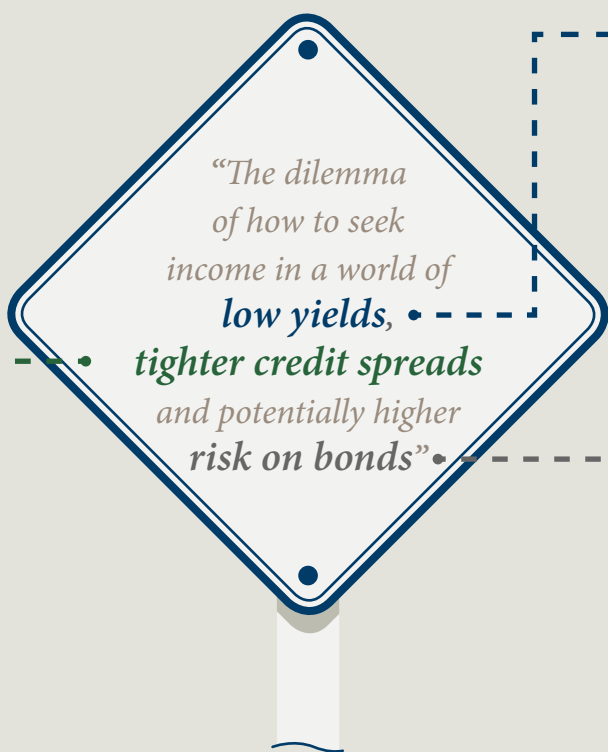 “The dilemma
of how to seek
income in a world of
low yields,
tighter credit spreads
and potentially higher
risk on bonds”